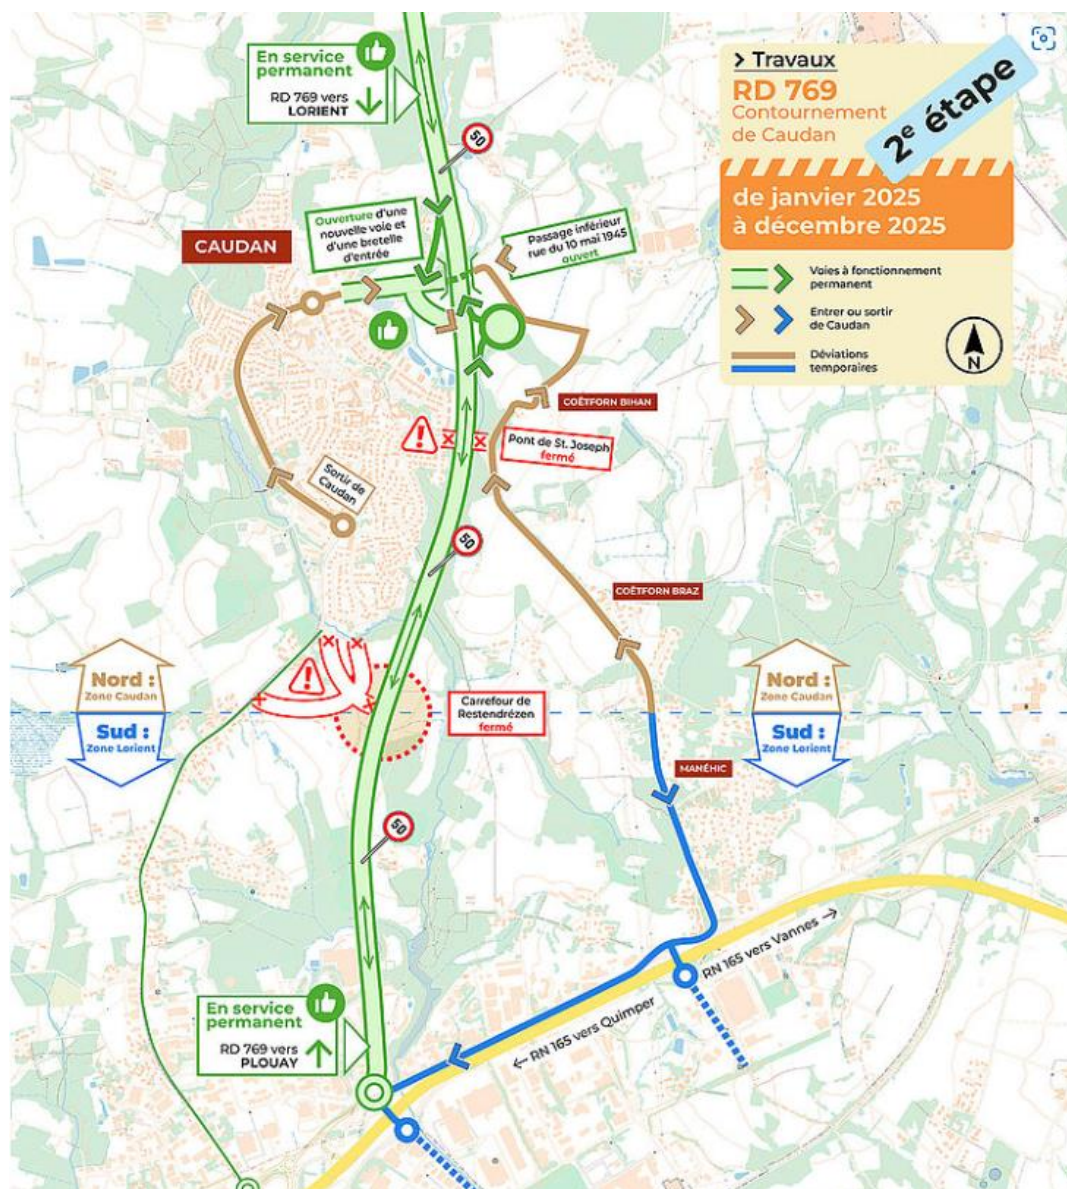 En service
permanent
RD 769 vers
LORIENT
50
> Travaux
RD 769
Contournement
de Caudan
2e étape
de janvier 2025
à décembre 2025
Voies à fonctionnement
permanent
Entrer ou sortir
de Caudan
Déviations
temporaires
N
CAUDAN
Ouverture d'une
nouvelle voie et
d'une bretelle
d'entrée
Passage inférieur
rue du 10 mai 1945
ouvert
COËTFORN BIHAN
Pont de St. Joseph
fermé
Sortir de
Caudan
50
COËTFORN BRAZ
Nord :
Zone Caudan
Sud :
Zone Lorient
Carrefour de
Restendrézen
fermé
Nord :
Zone Caudan
Sud :
Zone Lorient
MANÉHIC
50
RN 165 vers Vannes →
← RN 165 vers Quimper
En service
permanent
RD 769 vers
PLOUAY